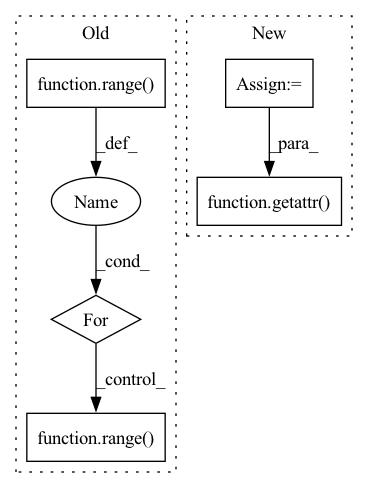 Old
New
function.range()
Assign:=
_def_
_para_
Name
function.getattr()
_cond_
For
_control_
function.range()